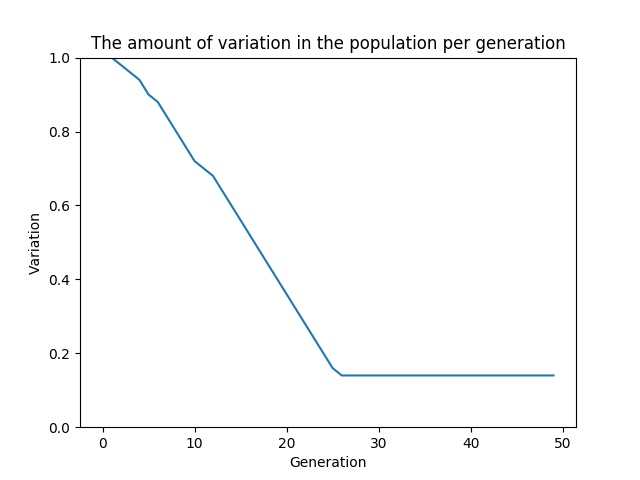 The amount of variation in the population per generation
1.0
0.8
0.6
0.4
0.2
0.0
Variation
0 10 20 30 40 50
Generation